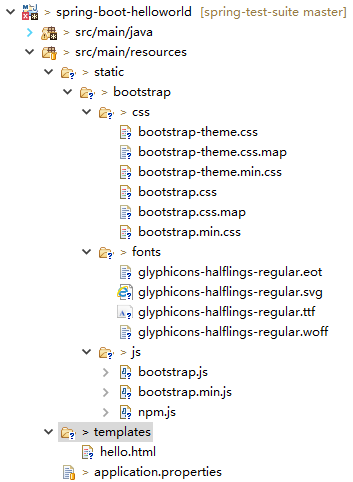 > spring-boot-helloworld [spring-test-suite master]
> src/main/java
> src/main/resources
> static
> bootstrap
> css
bootstrap-theme.css
bootstrap-theme.css.map
bootstrap-theme.min.css
bootstrap.css
bootstrap.css.map
bootstrap.min.css
> fonts
glyphicons-halflings-regular.eot
glyphicons-halflings-regular.svg
glyphicons-halflings-regular.ttf
glyphicons-halflings-regular.woff
> js
bootstrap.js
bootstrap.min.js
npm.js
> templates
hello.html
> application.properties